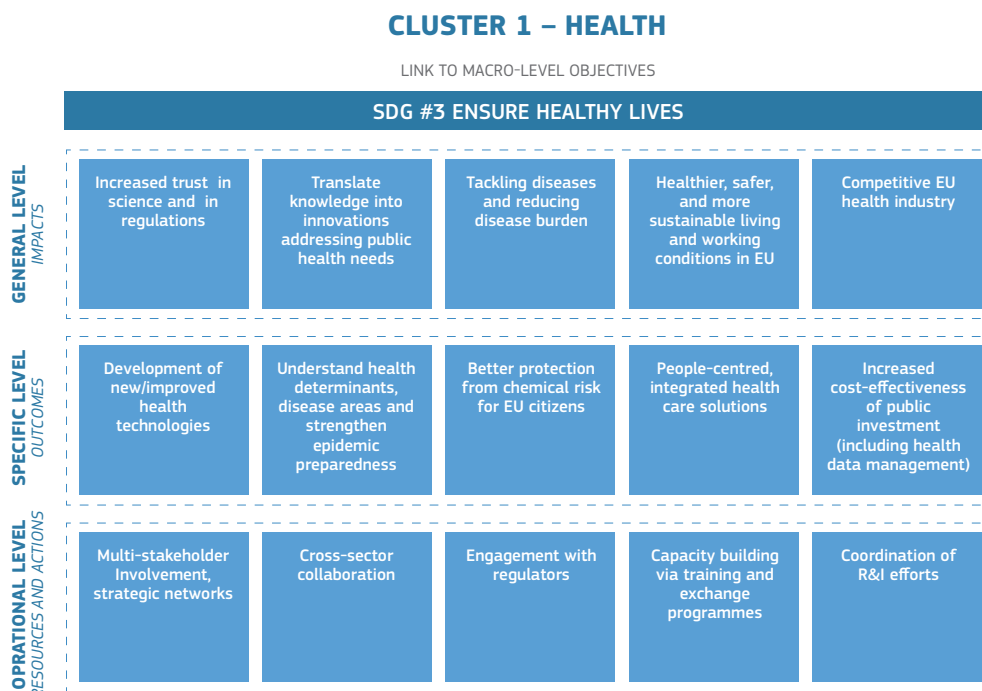 CLUSTER 1 – HEALTH
LINK TO MACRO-LEVEL OBJECTIVES
SDG #3 ENSURE HEALTHY LIVES
GENERAL LEVEL
IMPACTS
Increased trust in
science and in
regulations
Translate
knowledge into
innovations
addressing public
health needs
Tackling diseases
and reducing
disease burden
Healthier, safer,
and more
sustainable living
and working
conditions in EU
Competitive EU
health industry
SPECIFIC LEVEL
OUTCOMES
Development of
new/improved
health
technologies
Understand health
determinants,
disease areas and
strengthen
epidemic
preparedness
Better protection
from chemical risk
for EU citizens
People-centred,
integrated health
care solutions
Increased
cost-effectiveness
of public
investment
(including health
data management)
OPRATIONAL LEVEL
RESOURCES AND ACTIONS
Multi-stakeholder
Involvement,
strategic networks
Cross-sector
collaboration
Engagement with
regulators
Capacity building
via training and
exchange
programmes
Coordination of
R&I efforts